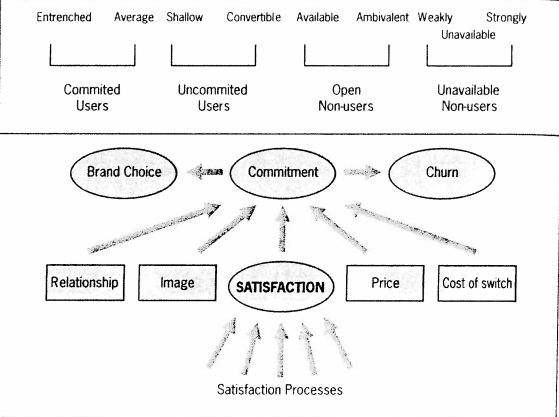 Entrenched Average Shallow Convertible Available Ambivalent Weakly Strongly
Unavailable
Commited Uncommited Open Unavailable
Users Users Non-users Non-users
Brand Choice Commitment Churn
Relationship Image SATISFACTION Price Cost of switch
Satisfaction Processes